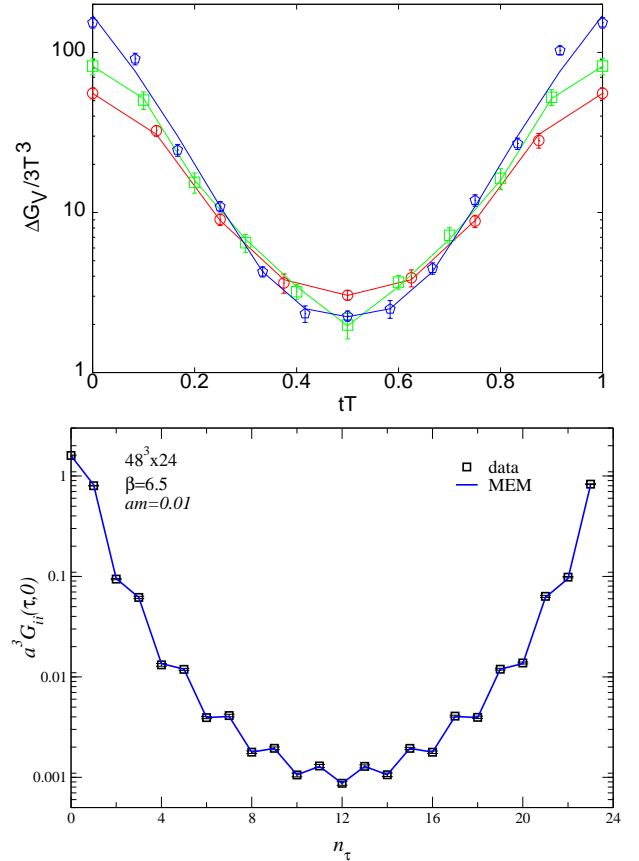 100
10
1
ΔG_V/3T^3
0 0.2 0.4 0.6 0.8 1
tT
48^3x24
β=6.5
am=0.01
data
MEM
1
0.1
0.01
0.001
a^3G_ii(τ,0)
0 4 8 12 16 20 24
n_τ